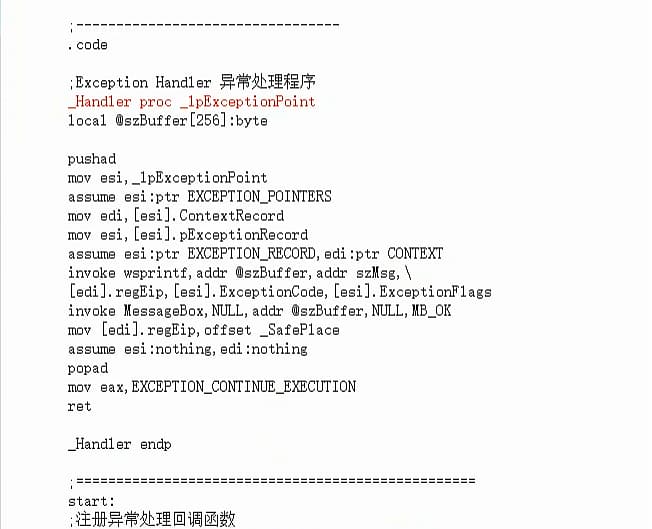 ;---------------------------------
.code
;Exception Handler 异常处理程序
_Handler proc _lpExceptionPoint
local @szBuffer[256]:byte
pushad
mov esi,_lpExceptionPoint
assume esi:ptr EXCEPTION_POINTERS
mov edi,[esi].ContextRecord
mov esi,[esi].pExceptionRecord
assume esi:ptr EXCEPTION_RECORD,edi:ptr CONTEXT
invoke wsprintf,addr @szBuffer,addr szMsg,\
[edi].regEip,[esi].ExceptionCode,[esi].ExceptionFlags
invoke MessageBox,NULL,addr @szBuffer,NULL,MB_OK
mov [edi].regEip,offset _SafePlace
assume esi:nothing,edi:nothing
popad
mov eax,EXCEPTION_CONTINUE_EXECUTION
ret
_Handler endp
;==================================================
start:
;注册异常处理回调函数